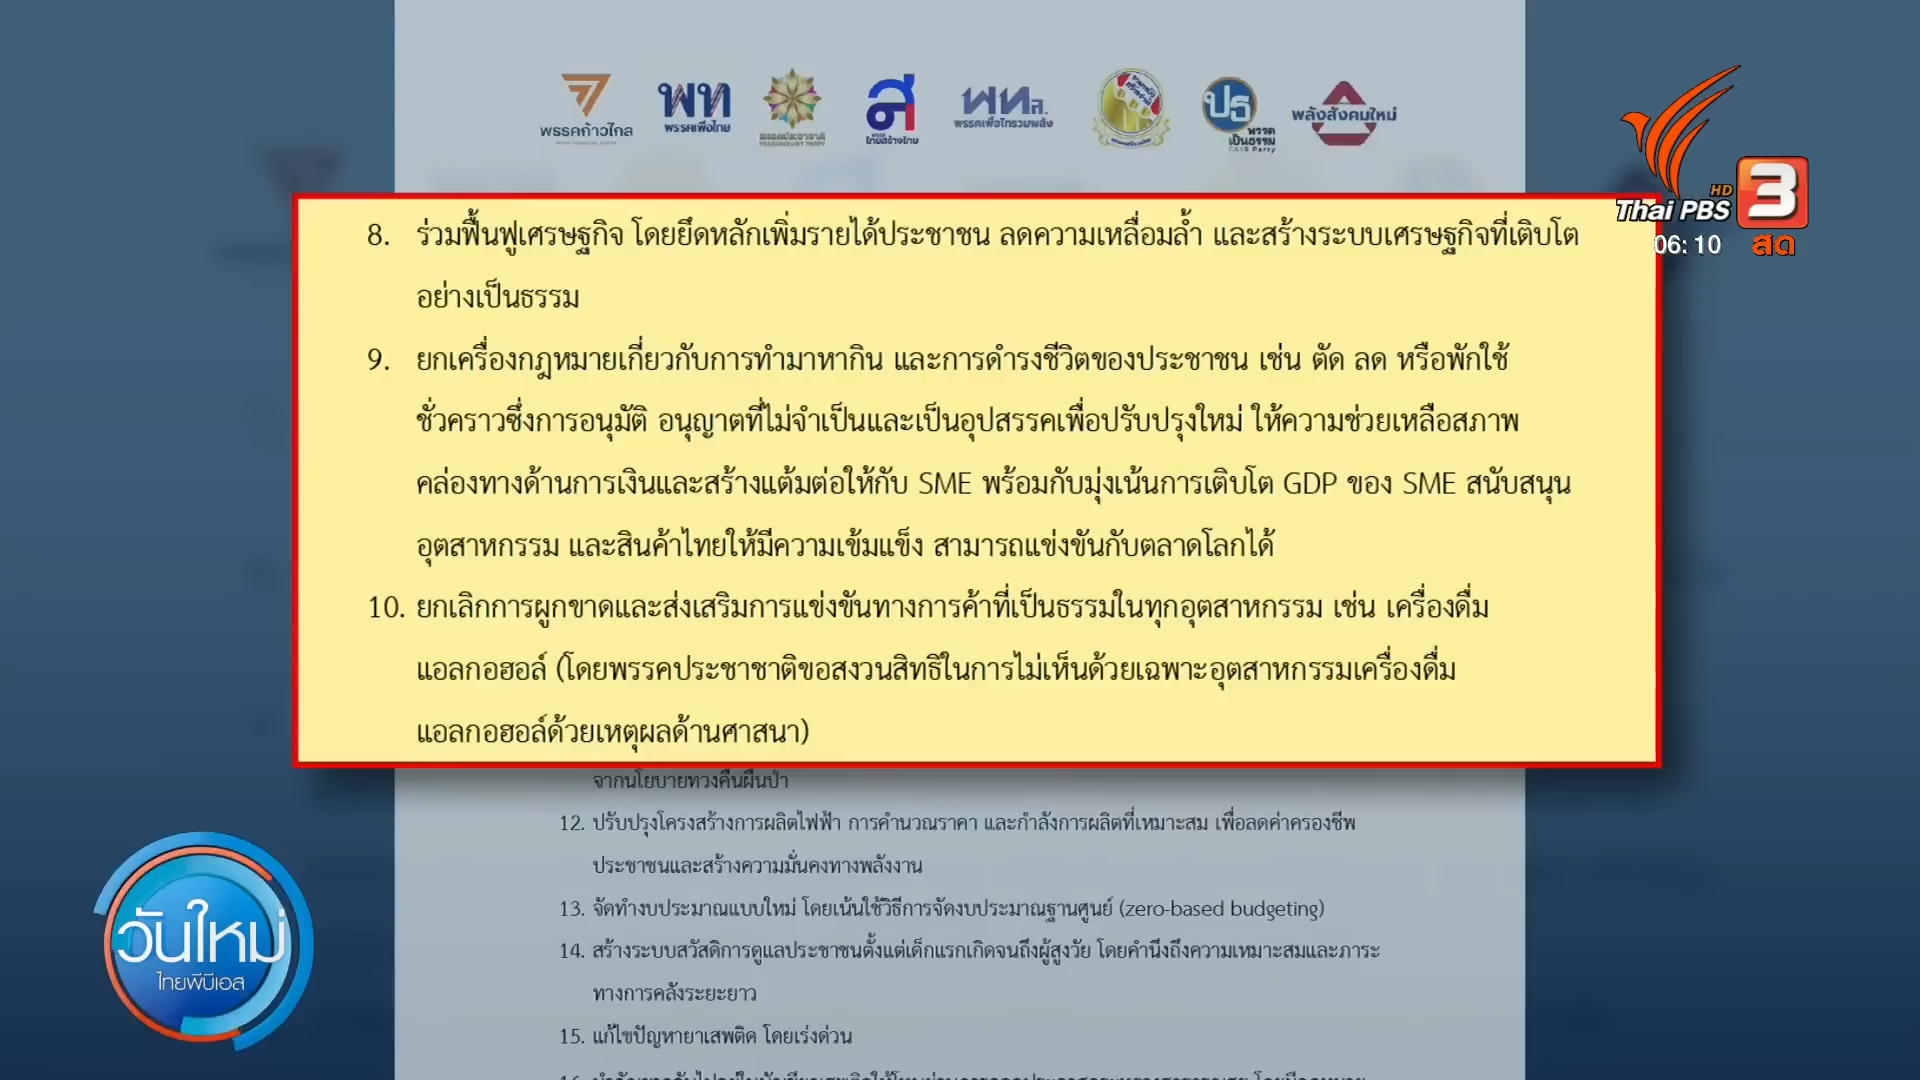 พรรคก้าวไกล
พท
พรรคเพื่อไทย
พรรคประชาชาติ
PRACHACHAT PARTY
ไทยสร้างไทย
พทส.
พรรคเพื่อไทรวมพลัง
ปธ
พรรค
เป็นธรรม
FAIR Party
พลังสังคมใหม่
HD
Thai PBS
3
06:10
สด
8. ร่วมฟื้นฟูเศรษฐกิจ โดยยึดหลักเพิ่มรายได้ประชาชน ลดความเหลื่อมล้ำ และสร้างระบบเศรษฐกิจที่เติบโต
อย่างเป็นธรรม
9. ยกเครื่องกฎหมายเกี่ยวกับการทำมาหากิน และการดำรงชีวิตของประชาชน เช่น ตัด ลด หรือพักใช้
ชั่วคราวซึ่งการอนุมัติ อนุญาตที่ไม่จำเป็นและเป็นอุปสรรคเพื่อปรับปรุงใหม่ ให้ความช่วยเหลือสภาพ
คล่องทางด้านการเงินและสร้างแต้มต่อให้กับ SME พร้อมกับมุ่งเน้นการเติบโต GDP ของ SME สนับสนุน
อุตสาหกรรม และสินค้าไทยให้มีความเข้มแข็ง สามารถแข่งขันกับตลาดโลกได้
10. ยกเลิกการผูกขาดและส่งเสริมการแข่งขันทางการค้าที่เป็นธรรมในทุกอุตสาหกรรม เช่น เครื่องดื่ม
แอลกอฮอล์ (โดยพรรคประชาชาติขอสงวนสิทธิในการไม่เห็นด้วยเฉพาะอุตสาหกรรมเครื่องดื่ม
แอลกอฮอล์ด้วยเหตุผลด้านศาสนา)
จากนโยบายทวงคืนผืนป่า
12. ปรับปรุงโครงสร้างการผลิตไฟฟ้า การคำนวณราคา และกำลังการผลิตที่เหมาะสม เพื่อลดค่าครองชีพ
ประชาชนและสร้างความมั่นคงทางพลังงาน
13. จัดทำงบประมาณแบบใหม่ โดยเน้นใช้วิธีการจัดงบประมาณฐานศูนย์ (zero-based budgeting)
14. สร้างระบบสวัสดิการดูแลประชาชนตั้งแต่เด็กแรกเกิดจนถึงผู้สูงวัย โดยคำนึงถึงความเหมาะสมและภาระ
ทางการคลังระยะยาว
15. แก้ไขปัญหายาเสพติด โดยเร่งด่วน
วันใหม่
ไทยพีบีเอส